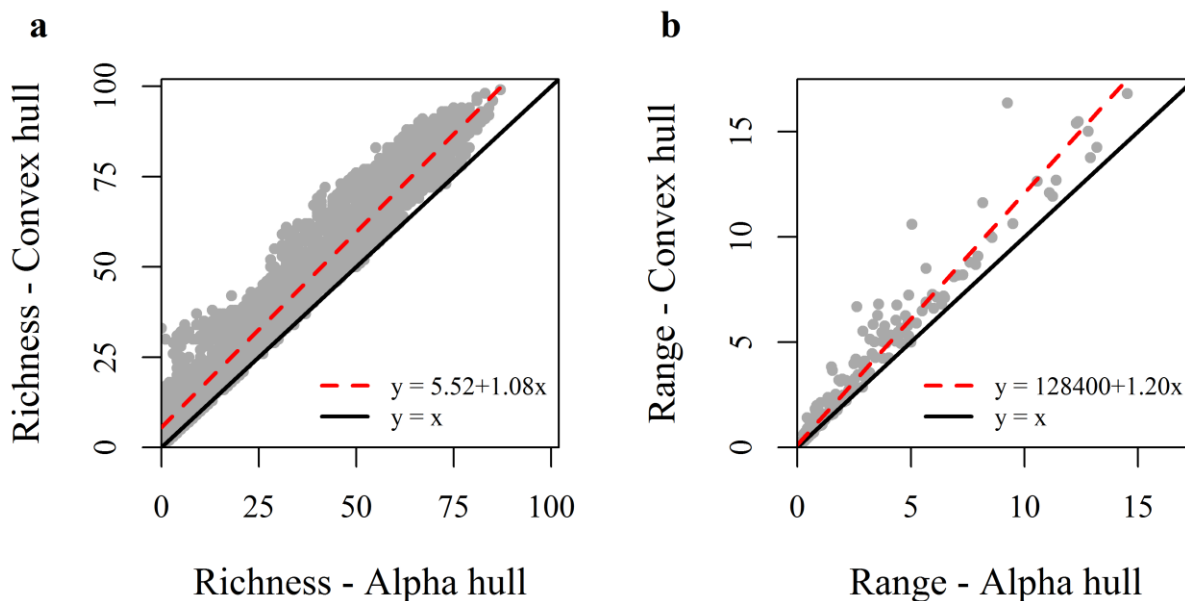 a
Richness - Convex hull
100
75
50
25
0
y = 5.52+1.08x
y = x
0 25 50 75 100
Richness - Alpha hull
b
Range - Convex hull
15
10
5
0
y = 128400+1.20x
y = x
0 5 10 15
Range - Alpha hull